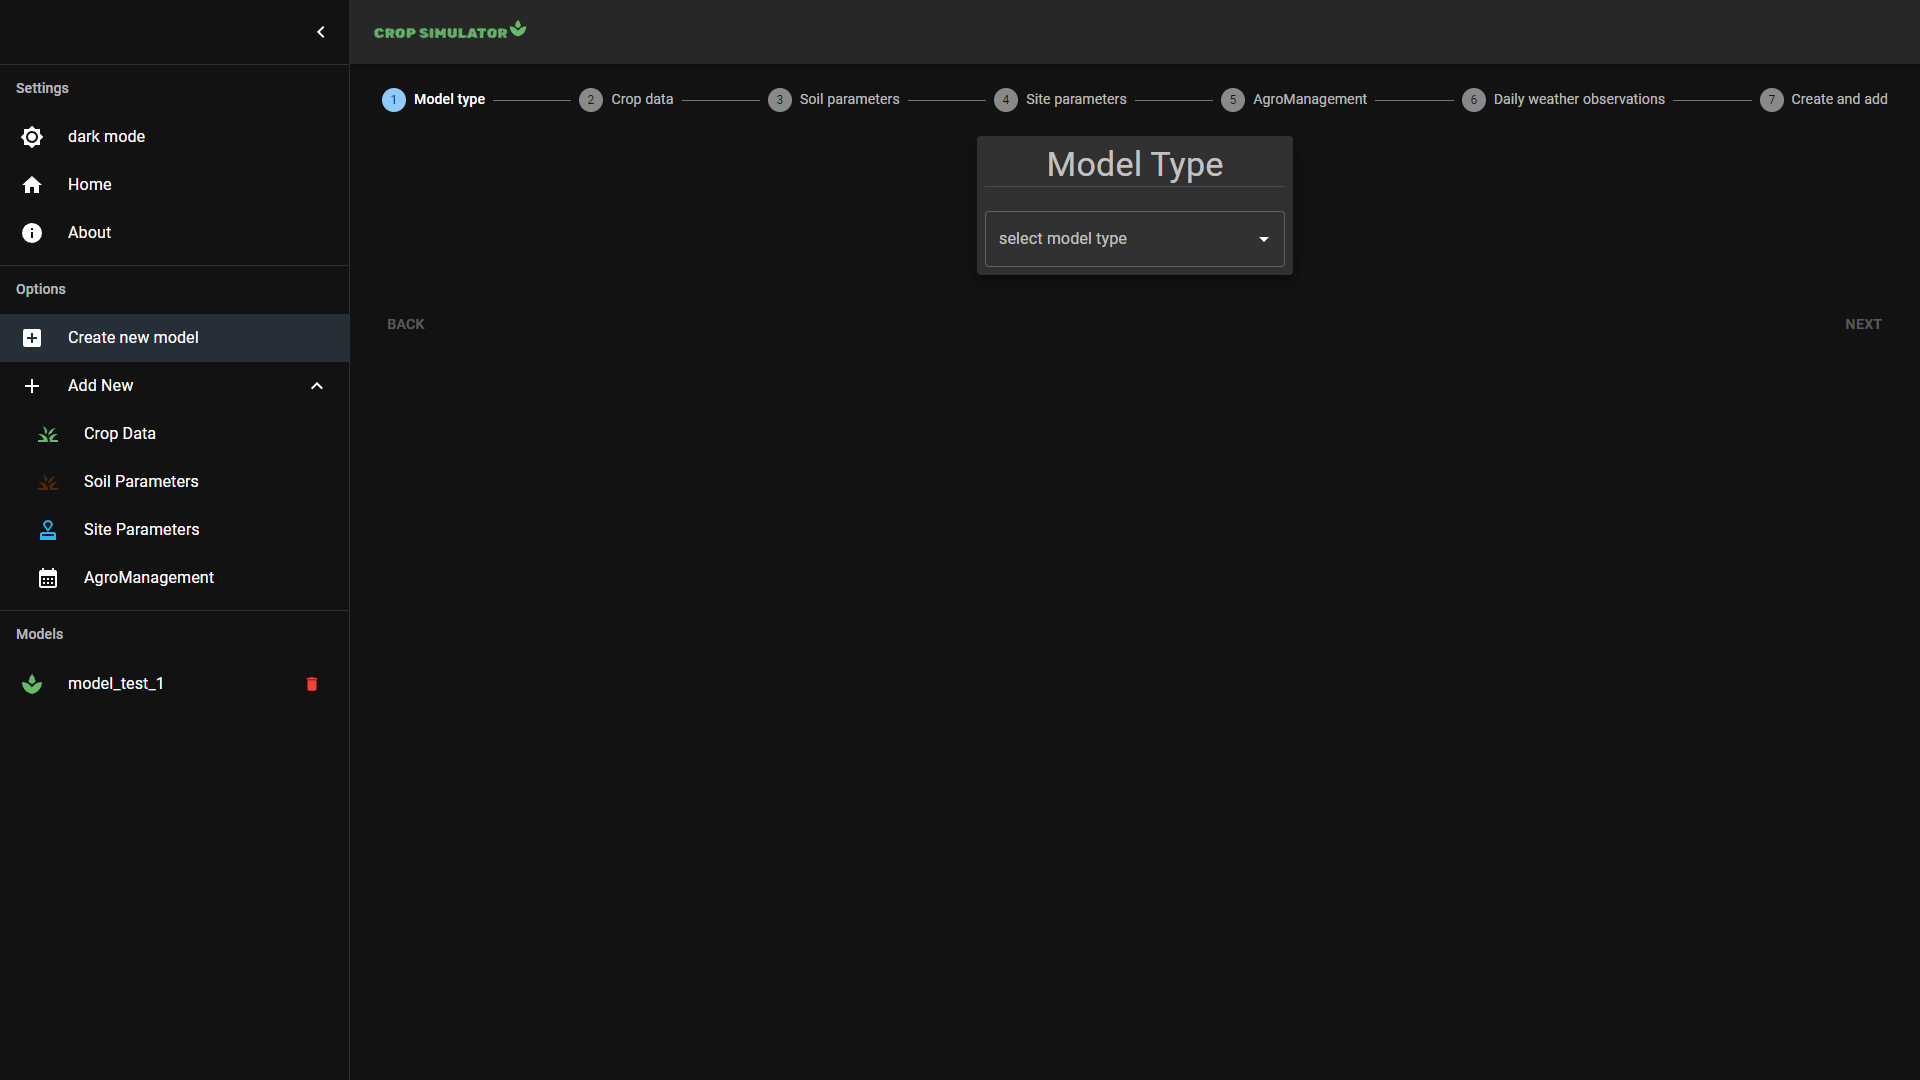 CROP SIMULATOR
Settings
dark mode
Home
About
Options
Create new model
Add New
Crop Data
Soil Parameters
Site Parameters
AgroManagement
Models
model_test_1
1 Model type 2 Crop data 3 Soil parameters 4 Site parameters 5 AgroManagement 6 Daily weather observations 7 Create and add
Model Type
select model type
BACK NEXT